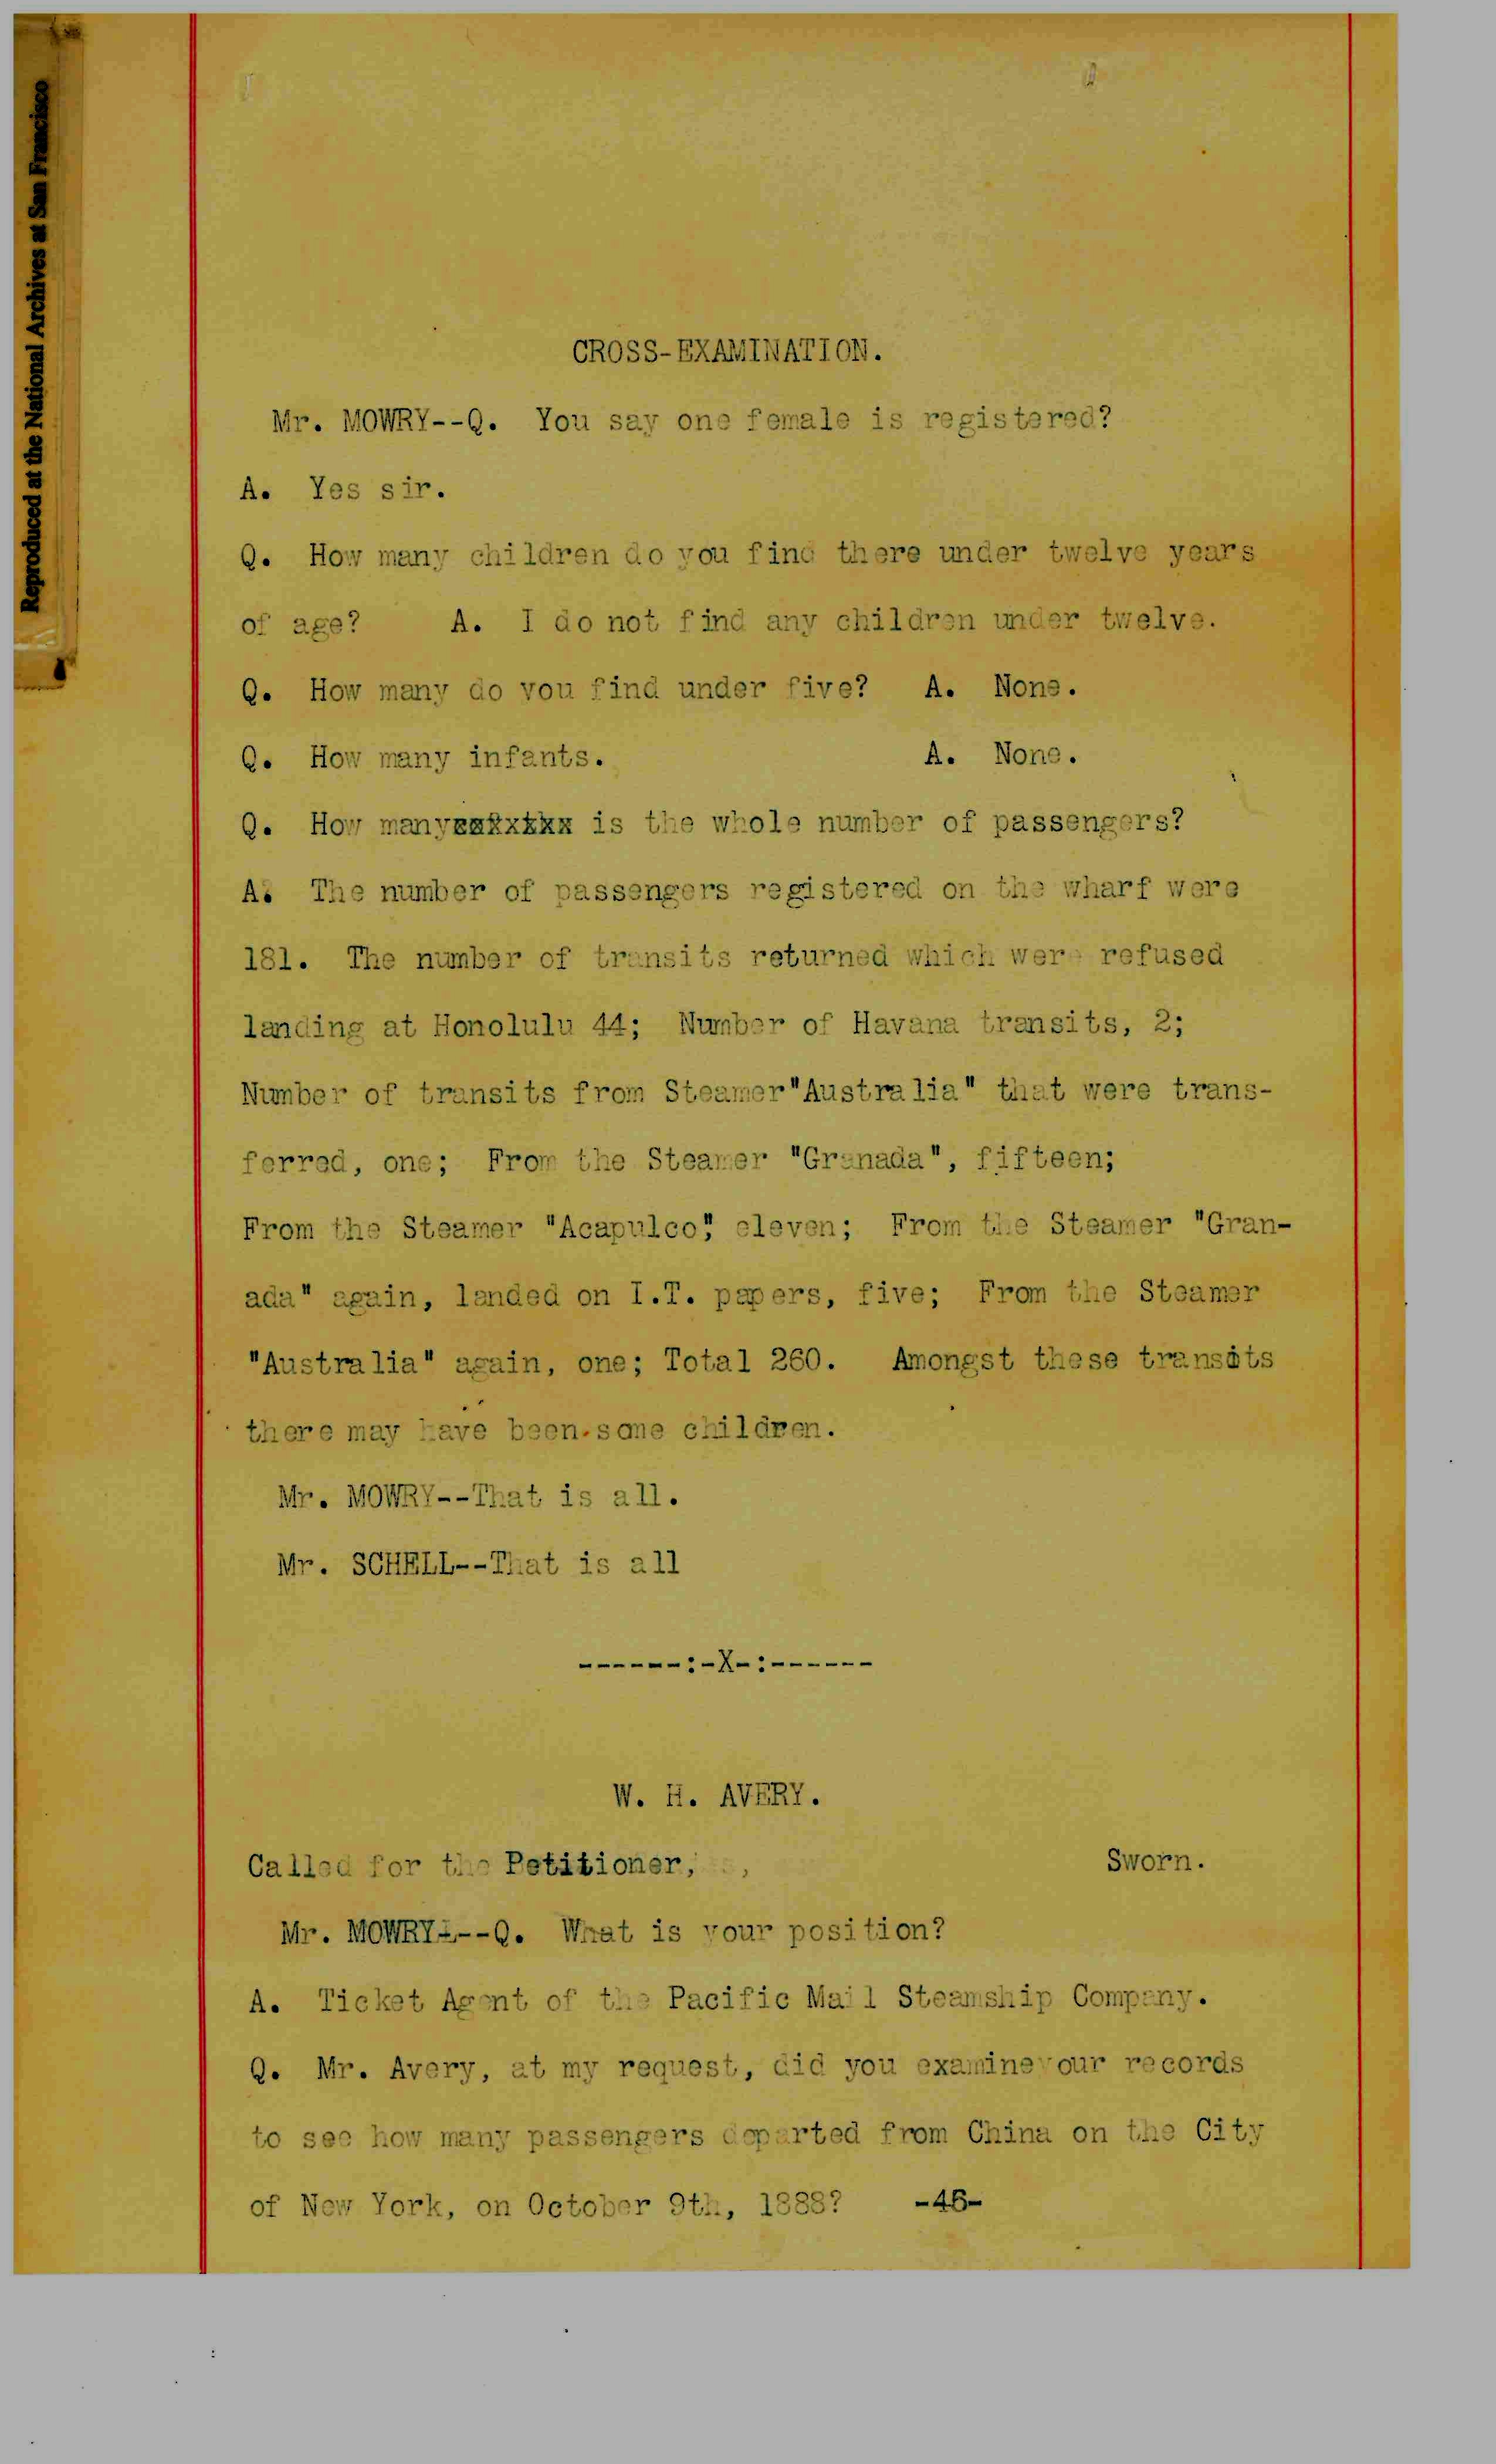 Reproduced at the National Archives at San Francisco
CROSS-EXAMINATION.
Mr. MOWRY--Q. You say one female is registered?
A. Yes sir.
Q. How many children do you find there under twelve years
of age? A. I do not find any children under twelve.
Q. How many do you find under five? A. None.
Q. How many infants. A. None.
Q. How many is the whole number of passengers?
A. The number of passengers registered on the wharf were
181. The number of transits returned which were refused
landing at Honolulu 44; Number of Havana transits, 2;
Number of transits from Steamer"Australia" that were trans-
ferred, one; From the Steamer "Granada", fifteen;
From the Steamer "Acapulco", eleven; From the Steamer "Gran-
ada" again, landed on I.T. papers, five; From the Steamer
"Australia" again, one; Total 260. Amongst these transits
there may have been some children.
Mr. MOWRY--That is all.
Mr. SCHELL--That is all
------:-X-:------
W. H. AVERY.
Called for the Petitioner, Sworn.
Mr. MOWRY---Q. What is your position?
A. Ticket Agent of the Pacific Mail Steamship Company.
Q. Mr. Avery, at my request, did you examine your records
to see how many passengers departed from China on the City
of New York, on October 9th, 1888? -46-